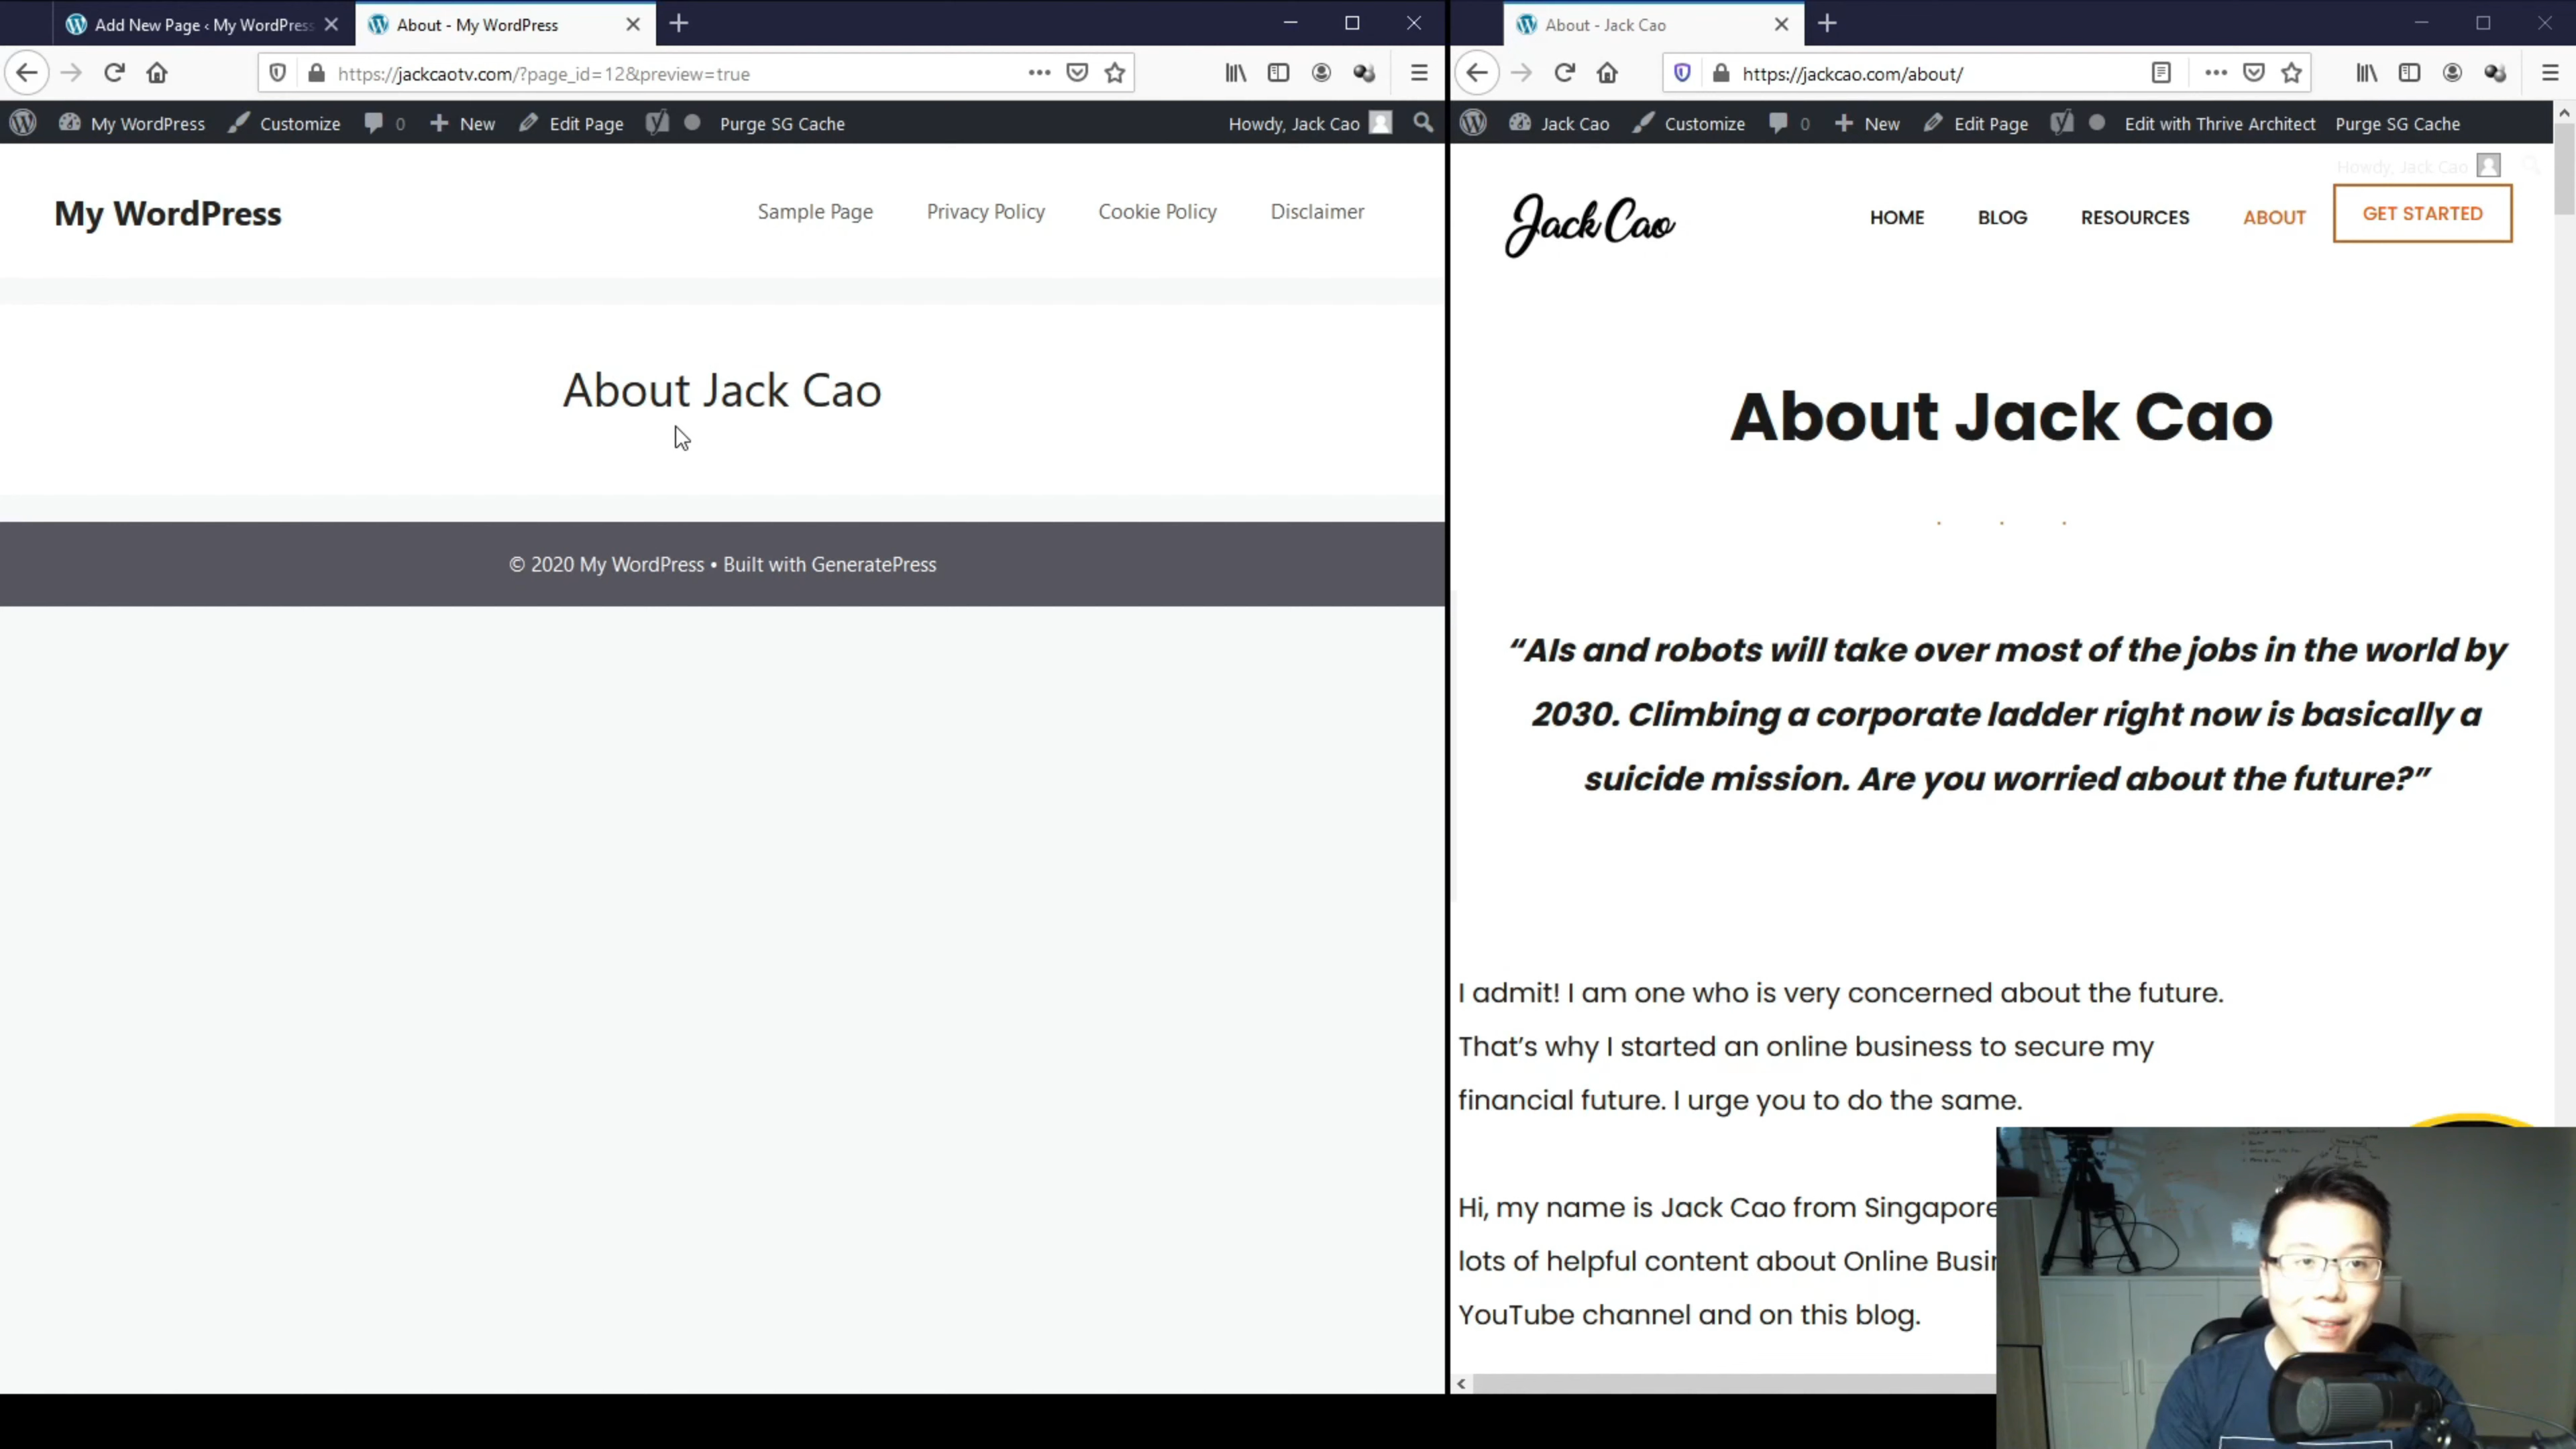 Add New Page ‹ My WordPress
About - My WordPress
https://jackcaotv.com/?page_id=12&preview=true
My WordPress
Customize
0
New
Edit Page
Purge SG Cache
Howdy, Jack Cao
My WordPress
Sample Page
Privacy Policy
Cookie Policy
Disclaimer
About Jack Cao
© 2020 My WordPress • Built with GeneratePress
About - Jack Cao
https://jackcao.com/about/
Jack Cao
Customize
0
New
Edit Page
Edit with Thrive Architect
Purge SG Cache
Howdy, Jack Cao
Jack Cao
HOME
BLOG
RESOURCES
ABOUT
GET STARTED
About Jack Cao
. . .
“AIs and robots will take over most of the jobs in the world by
2030. Climbing a corporate ladder right now is basically a
suicide mission. Are you worried about the future?”
I admit! I am one who is very concerned about the future.
That’s why I started an online business to secure my
financial future. I urge you to do the same.
Hi, my name is Jack Cao from Singapore
lots of helpful content about Online Busi
YouTube channel and on this blog.